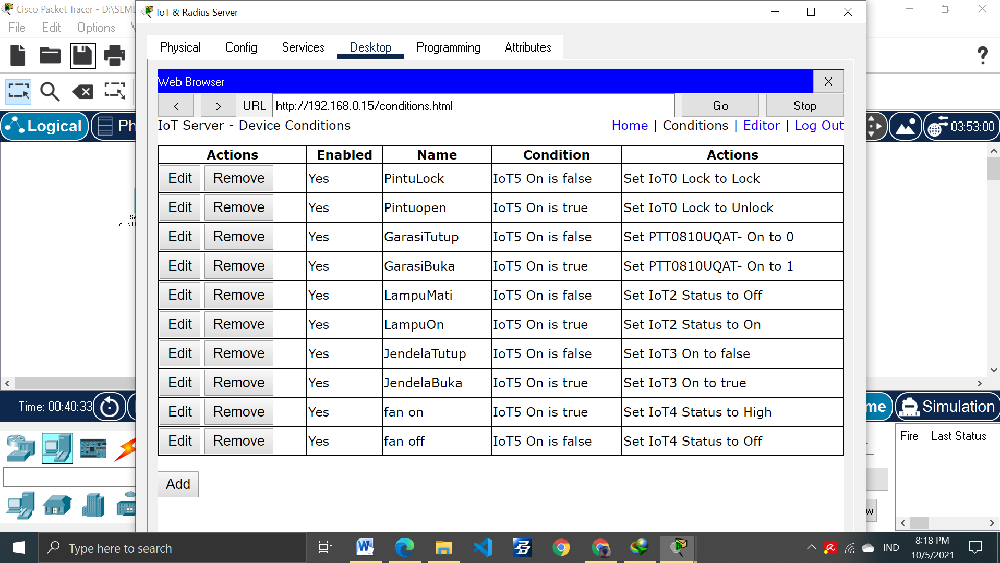 Cisco Packet Tracer - D:\SEME
IoT & Radius Server
File Edit Options
Physical Config Services Desktop Programming Attributes
Web Browser X
< > URL http://192.168.0.15/conditions.html Go Stop
IoT Server - Device Conditions Home | Conditions | Editor | Log Out
Logical Ph 03:53:00
Actions Enabled Name Condition Actions
Edit Remove Yes PintuLock IoT5 On is false Set IoT0 Lock to Lock
Edit Remove Yes Pintuopen IoT5 On is true Set IoT0 Lock to Unlock
Se
IoT & R
Edit Remove Yes GarasiTutup IoT5 On is false Set PTT0810UQAT- On to 0
Edit Remove Yes GarasiBuka IoT5 On is true Set PTT0810UQAT- On to 1
Edit Remove Yes LampuMati IoT5 On is false Set IoT2 Status to Off
Edit Remove Yes LampuOn IoT5 On is true Set IoT2 Status to On
Edit Remove Yes JendelaTutup IoT5 On is false Set IoT3 On to false
Edit Remove Yes JendelaBuka IoT5 On is true Set IoT3 On to true
Edit Remove Yes fan on IoT5 On is true Set IoT4 Status to High
Edit Remove Yes fan off IoT5 On is false Set IoT4 Status to Off
Add
Time: 00:40:33
me Simulation
Fire Last Status
w
Type here to search
IND
8:18 PM
10/5/2021